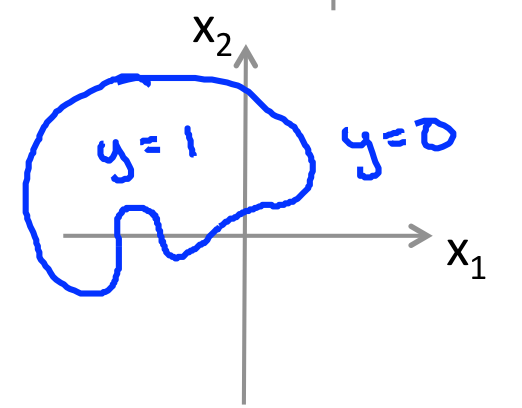 x₂
y = 1
y = 0
x₁